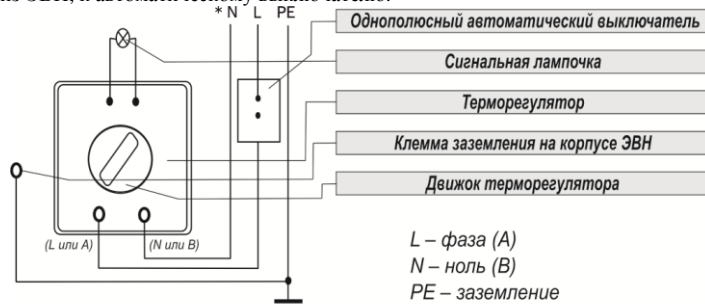 * N L PE
Однополюсный автоматический выключатель
Сигнальная лампочка
Терморегулятор
Клемма заземления на корпусе ЭВН
Движок терморегулятора
(L или А) (N или В)
L – фаза (А)
N – ноль (В)
PE – заземление